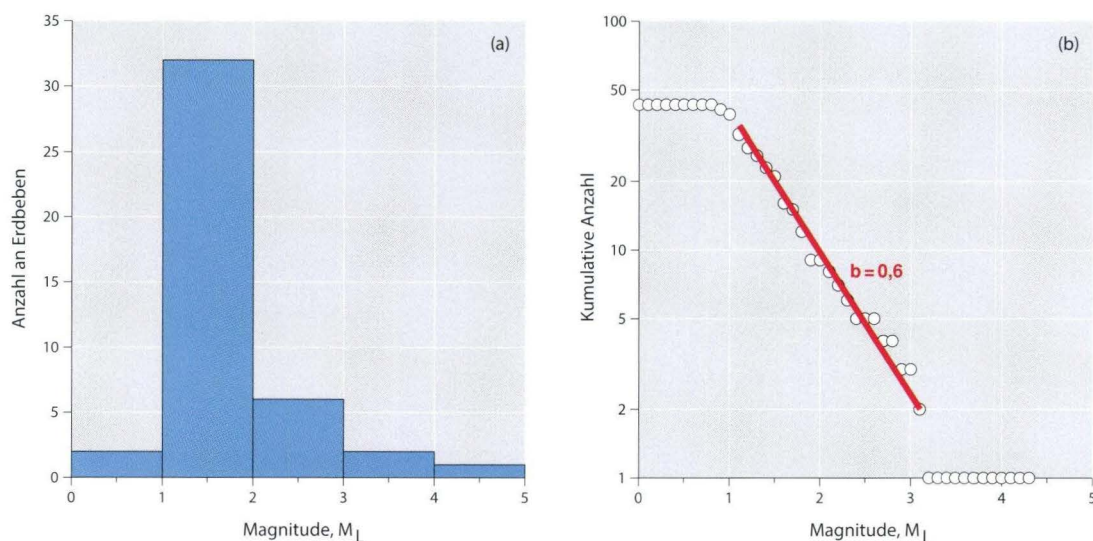 (a)
Anzahl an Erdbeben
35
30
25
20
15
10
5
0
0 1 2 3 4 5
Magnitude, M_L
(b)
Kumulative Anzahl
100
50
20
10
5
2
1
b = 0,6
0 1 2 3 4 5
Magnitude, M_L